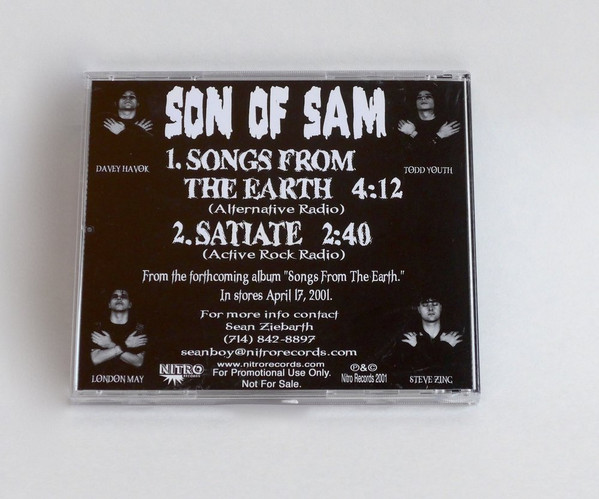 SON OF SAM
DAVEY HAVOK
TODD YOUTH
1. SONGS FROM
THE EARTH 4:12
(Alternative Radio)
2. SATIATE 2:40
(Active Rock Radio)
From the forthcoming album "Songs From The Earth."
In stores April 17, 2001.
For more info contact
Sean Ziebarth
(714) 842-8897
seanboy@nitrorecords.com
www.nitrorecords.com
For Promotional Use Only.
Not For Sale.
LONDON MAY
NITRO
RECORDS
℗&©
Nitro Records 2001
STEVE ZING